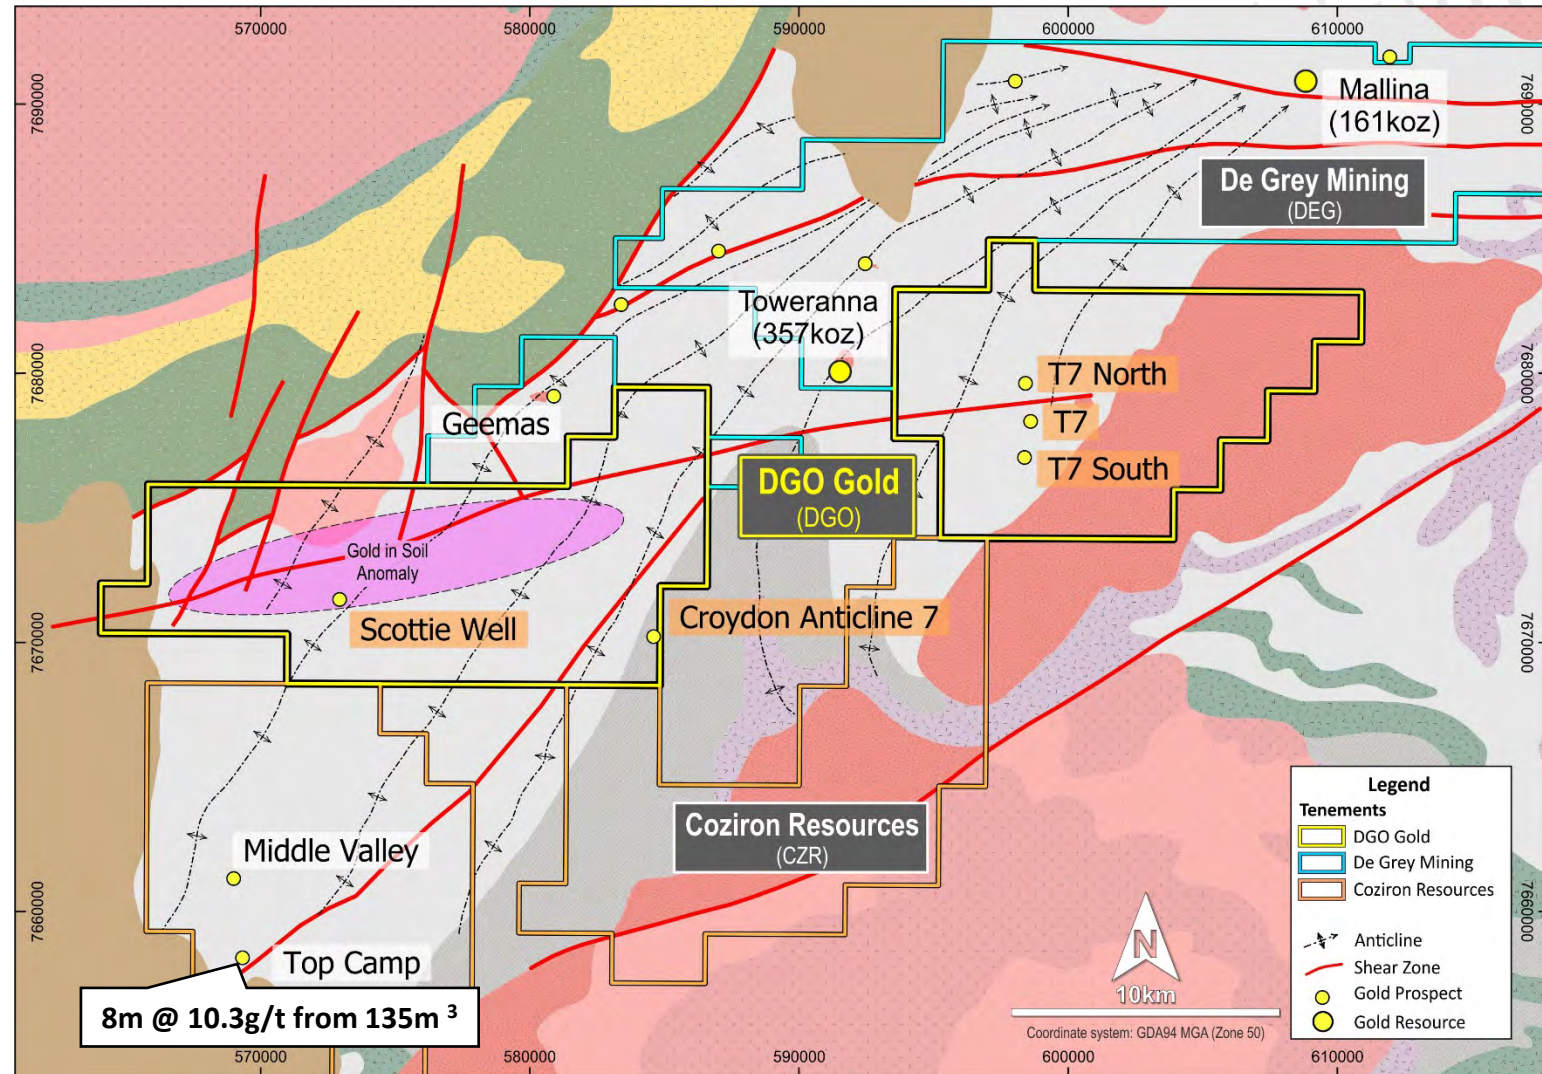 570000
580000
590000
600000
610000
7690000
7690000
Mallina
(161koz)
De Grey Mining
(DEG)
Toweranna
(357koz)
7680000
7680000
T7 North
Geemas
T7
T7 South
DGO Gold
(DGO)
Gold in Soil
Anomaly
Scottie Well
Croydon Anticline 7
7670000
7670000
Coziron Resources
(CZR)
Middle Valley
7660000
7660000
Top Camp
8m @ 10.3g/t from 135m ³
N
10km
Coordinate system: GDA94 MGA (Zone 50)
Legend
Tenements
DGO Gold
De Grey Mining
Coziron Resources
Anticline
Shear Zone
Gold Prospect
Gold Resource
570000
580000
590000
600000
610000